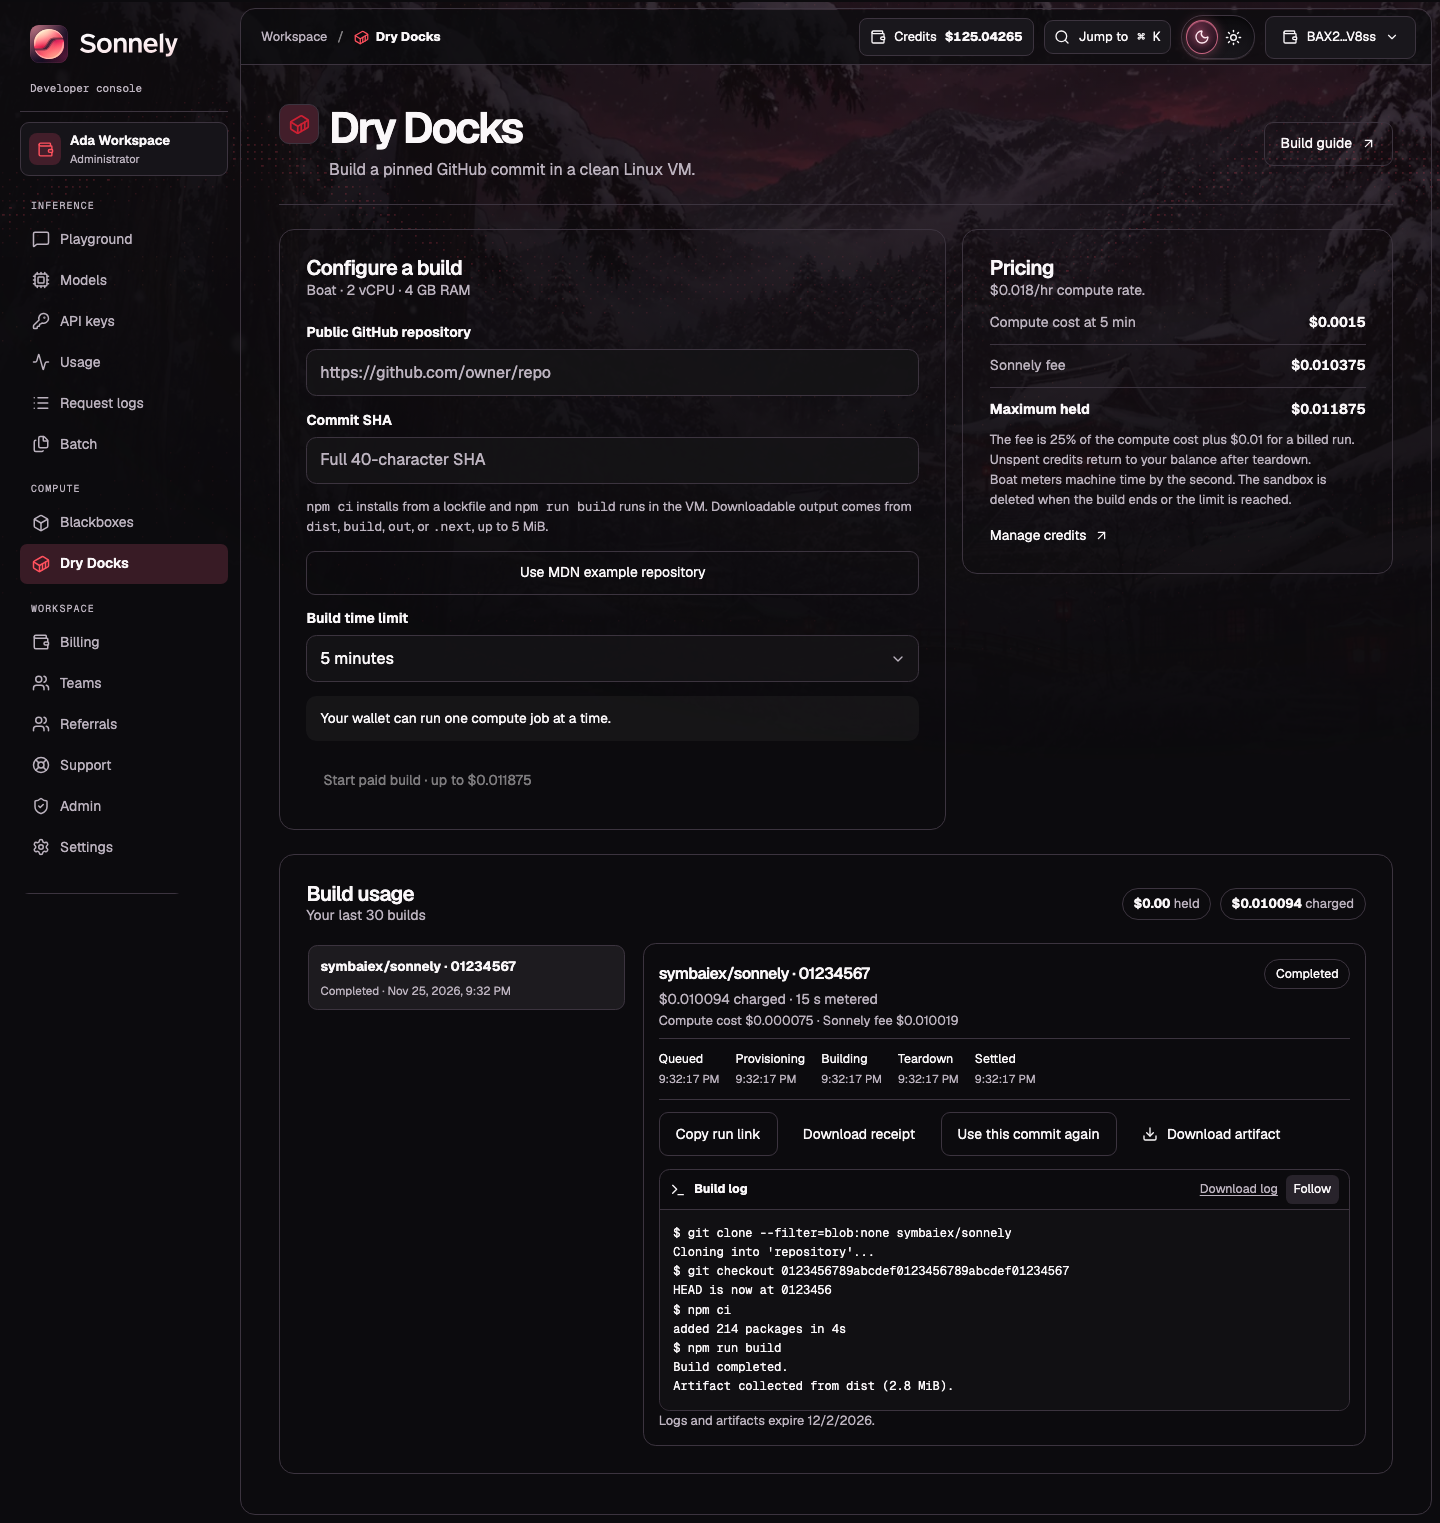 Sonnely
Developer console
Ada Workspace
Administrator
INFERENCE
Playground
Models
API keys
Usage
Request logs
Batch
COMPUTE
Blackboxes
Dry Docks
WORKSPACE
Billing
Teams
Referrals
Support
Admin
Settings
Workspace / Dry Docks
Credits $125.04265
Jump to ⌘ K
BAX2...V8ss
Dry Docks
Build a pinned GitHub commit in a clean Linux VM.
Build guide
Configure a build
Boat · 2 vCPU · 4 GB RAM
Public GitHub repository
https://github.com/owner/repo
Commit SHA
Full 40-character SHA
npm ci installs from a lockfile and npm run build runs in the VM. Downloadable output comes from
dist, build, out, or .next, up to 5 MiB.
Use MDN example repository
Build time limit
5 minutes
Your wallet can run one compute job at a time.
Start paid build · up to $0.011875
Pricing
$0.018/hr compute rate.
Compute cost at 5 min $0.0015
Sonnely fee $0.010375
Maximum held $0.011875
The fee is 25% of the compute cost plus $0.01 for a billed run.
Unspent credits return to your balance after teardown.
Boat meters machine time by the second. The sandbox is
deleted when the build ends or the limit is reached.
Manage credits
Build usage
Your last 30 builds
$0.00 held
$0.010094 charged
symbaiex/sonnely · 01234567
Completed · Nov 25, 2026, 9:32 PM
symbaiex/sonnely · 01234567
Completed
$0.010094 charged · 15 s metered
Compute cost $0.000075 · Sonnely fee $0.010019
Queued Provisioning Building Teardown Settled
9:32:17 PM 9:32:17 PM 9:32:17 PM 9:32:17 PM 9:32:17 PM
Copy run link
Download receipt
Use this commit again
Download artifact
Build log
Download log
Follow
$ git clone --filter=blob:none symbaiex/sonnely
Cloning into 'repository'...
$ git checkout 0123456789abcdef0123456789abcdef01234567
HEAD is now at 0123456
$ npm ci
added 214 packages in 4s
$ npm run build
Build completed.
Artifact collected from dist (2.8 MiB).
Logs and artifacts expire 12/2/2026.